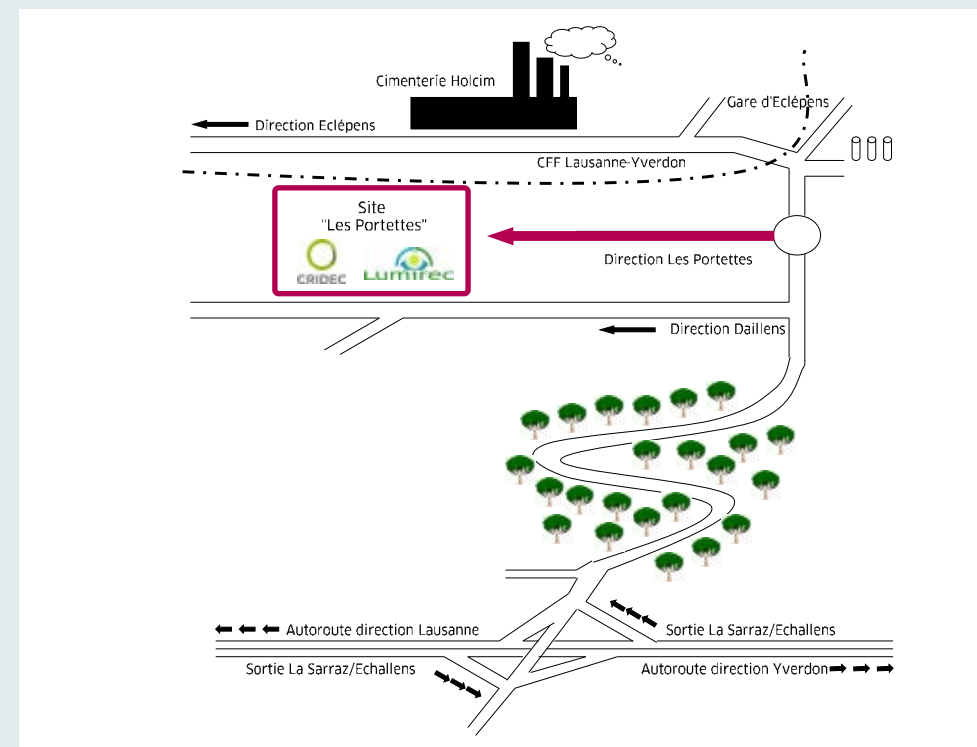 Cimenterie Holcim
Gare d'Eclépens
Direction Eclépens
CFF Lausanne-Yverdon
Site
"Les Portettes"
CRIDEC
Lumirec
Direction Les Portettes
Direction Daillens
Autoroute direction Lausanne
Sortie La Sarraz/Echallens
Sortie La Sarraz/Echallens
Autoroute direction Yverdon